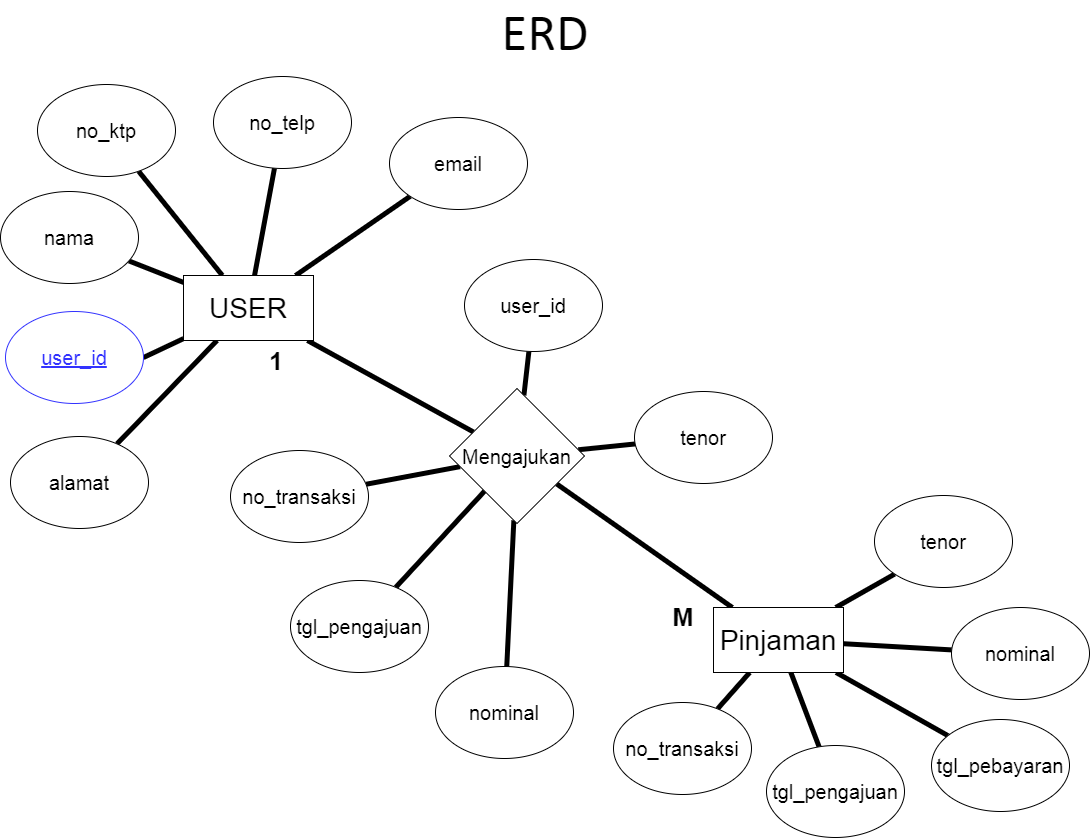 ERD
no_ktp
no_telp
email
nama
USER
user_id
1
user_id
alamat
Mengajukan
tenor
no_transaksi
tgl_pengajuan
nominal
tenor
M
Pinjaman
nominal
no_transaksi
tgl_pengajuan
tgl_pebayaran